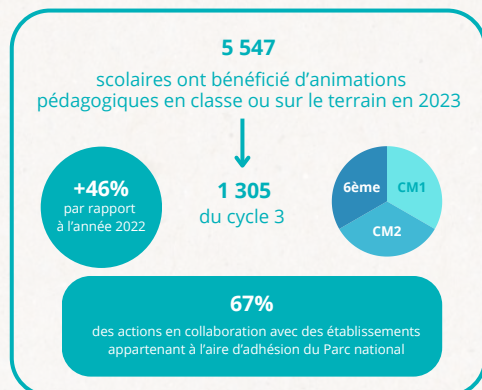 5 547
scolaires ont bénéficié d'animations
pédagogiques en classe ou sur le terrain en 2023
+46%
par rapport
à l'année 2022
1 305
du cycle 3
6ème
CM1
CM2
67%
des actions en collaboration avec des établissements
appartenant à l'aire d'adhésion du Parc national